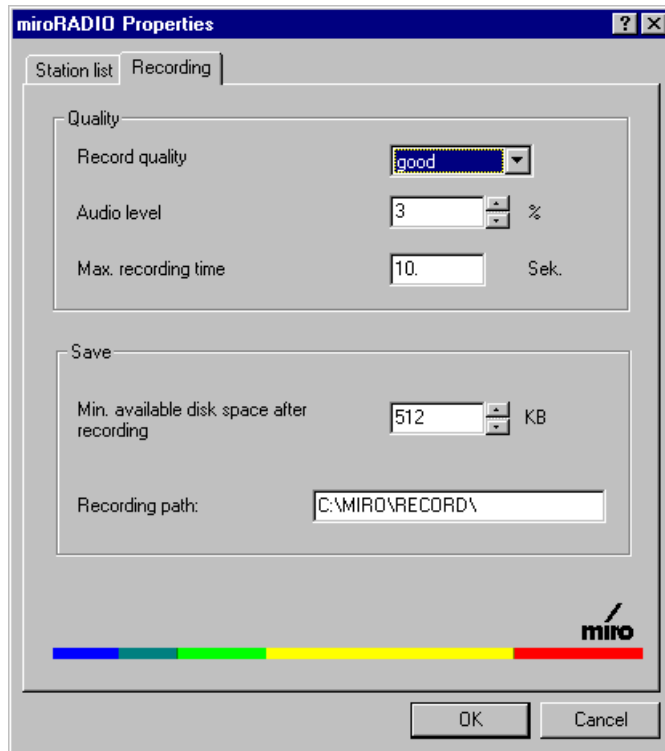 miroRADIO Properties
Station list Recording
Quality
Record quality good
Audio level 3 %
Max. recording time 10. Sek.
Save
Min. available disk space after
recording 512 KB
Recording path: C:\MIRO\RECORD\
miro
OK Cancel